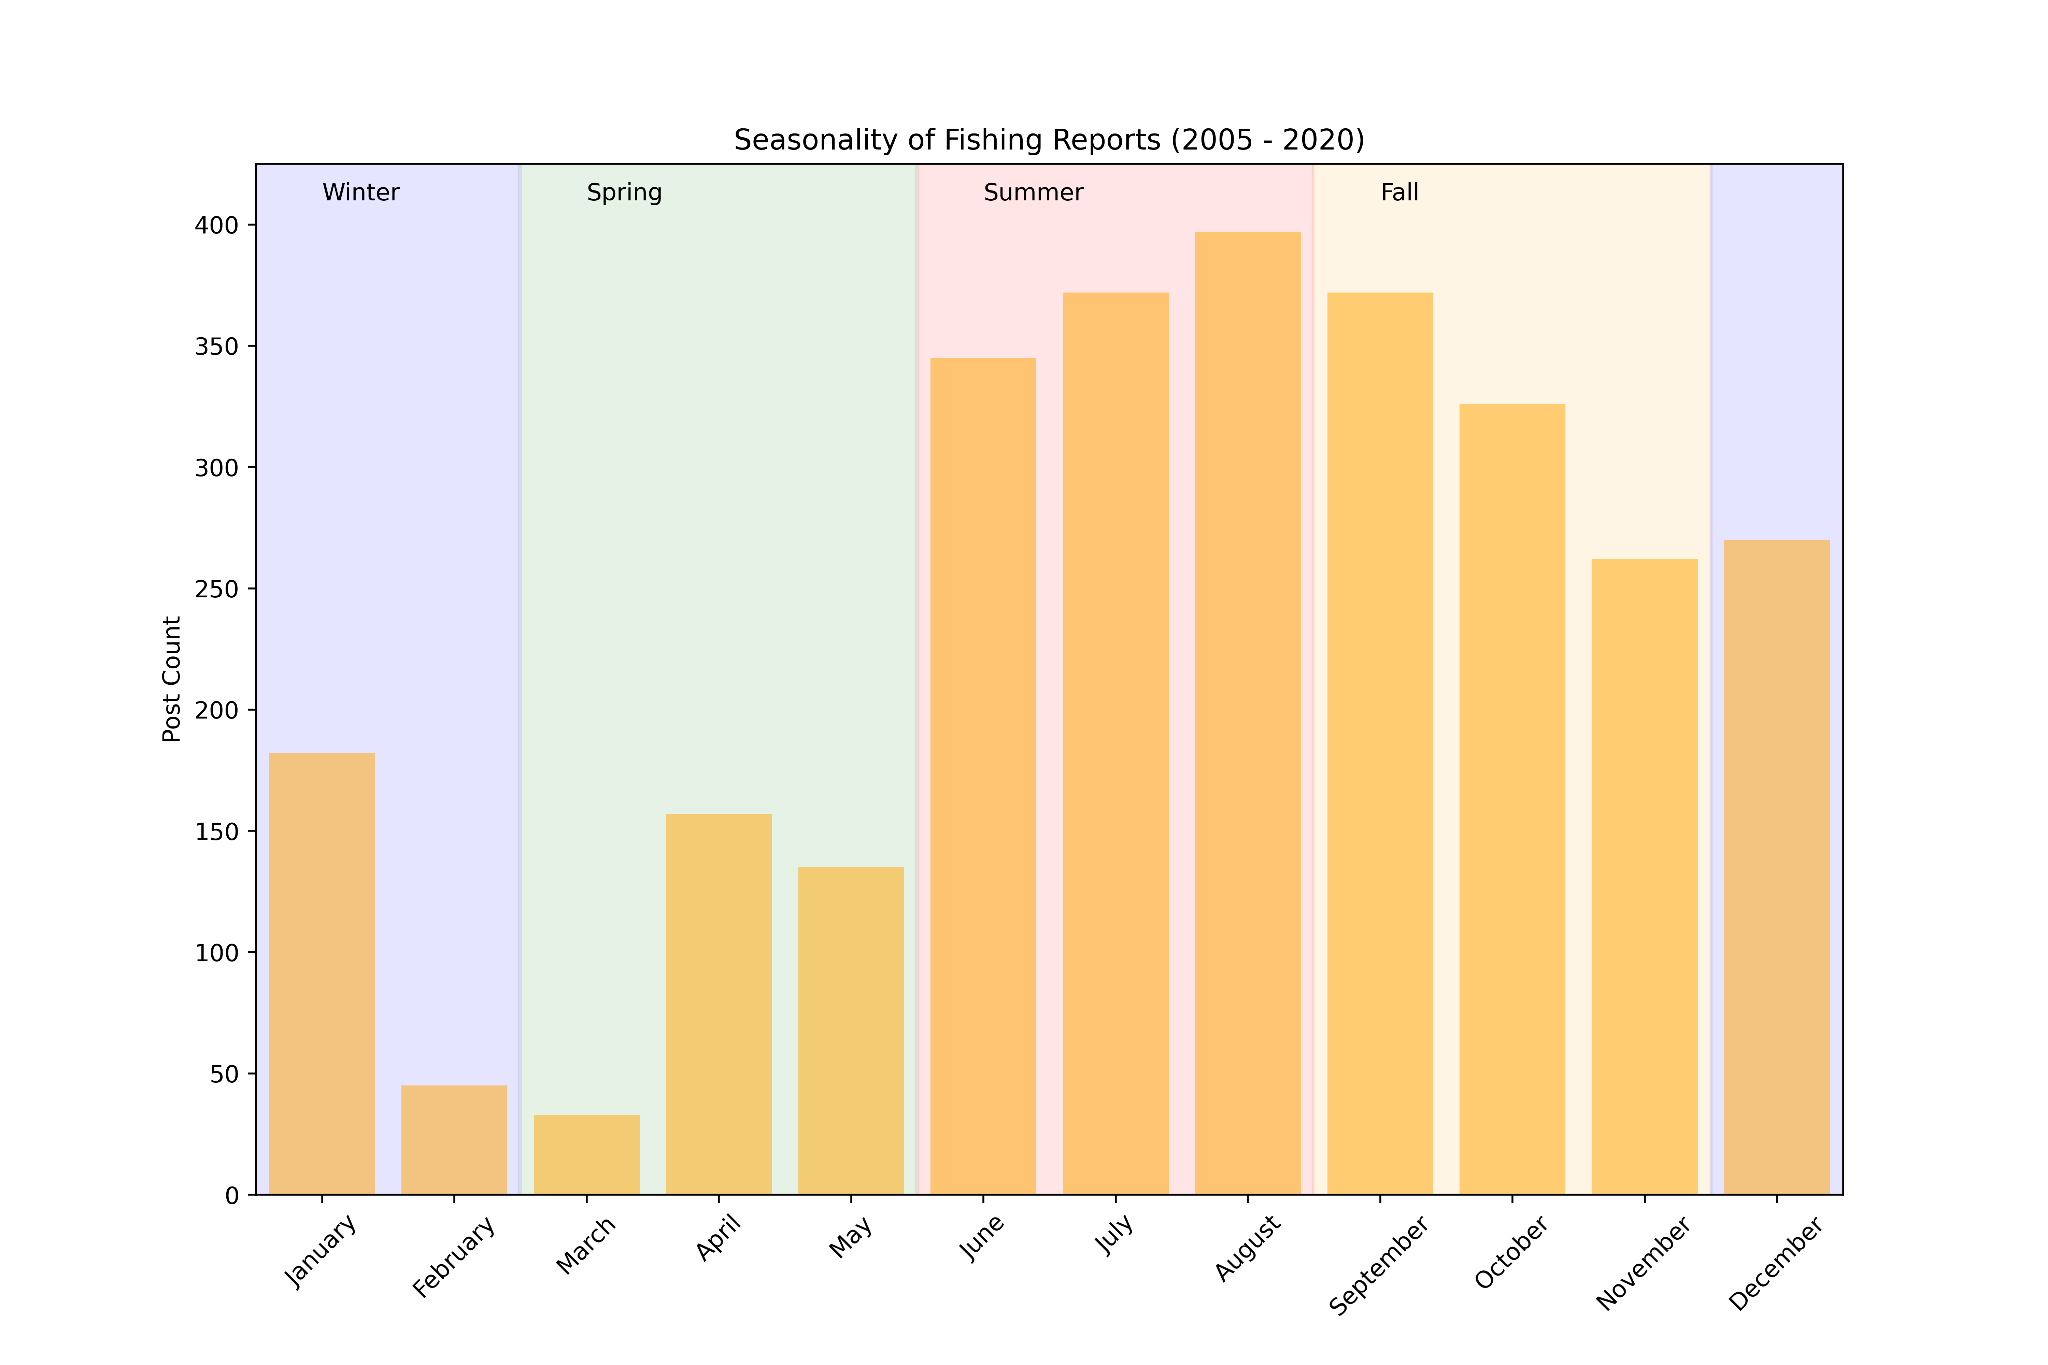 Seasonality of Fishing Reports (2005 - 2020)
Winter
Spring
Summer
Fall
400
350
300
250
200
150
100
50
0
Post Count
January
February
March
April
May
June
July
August
September
October
November
December